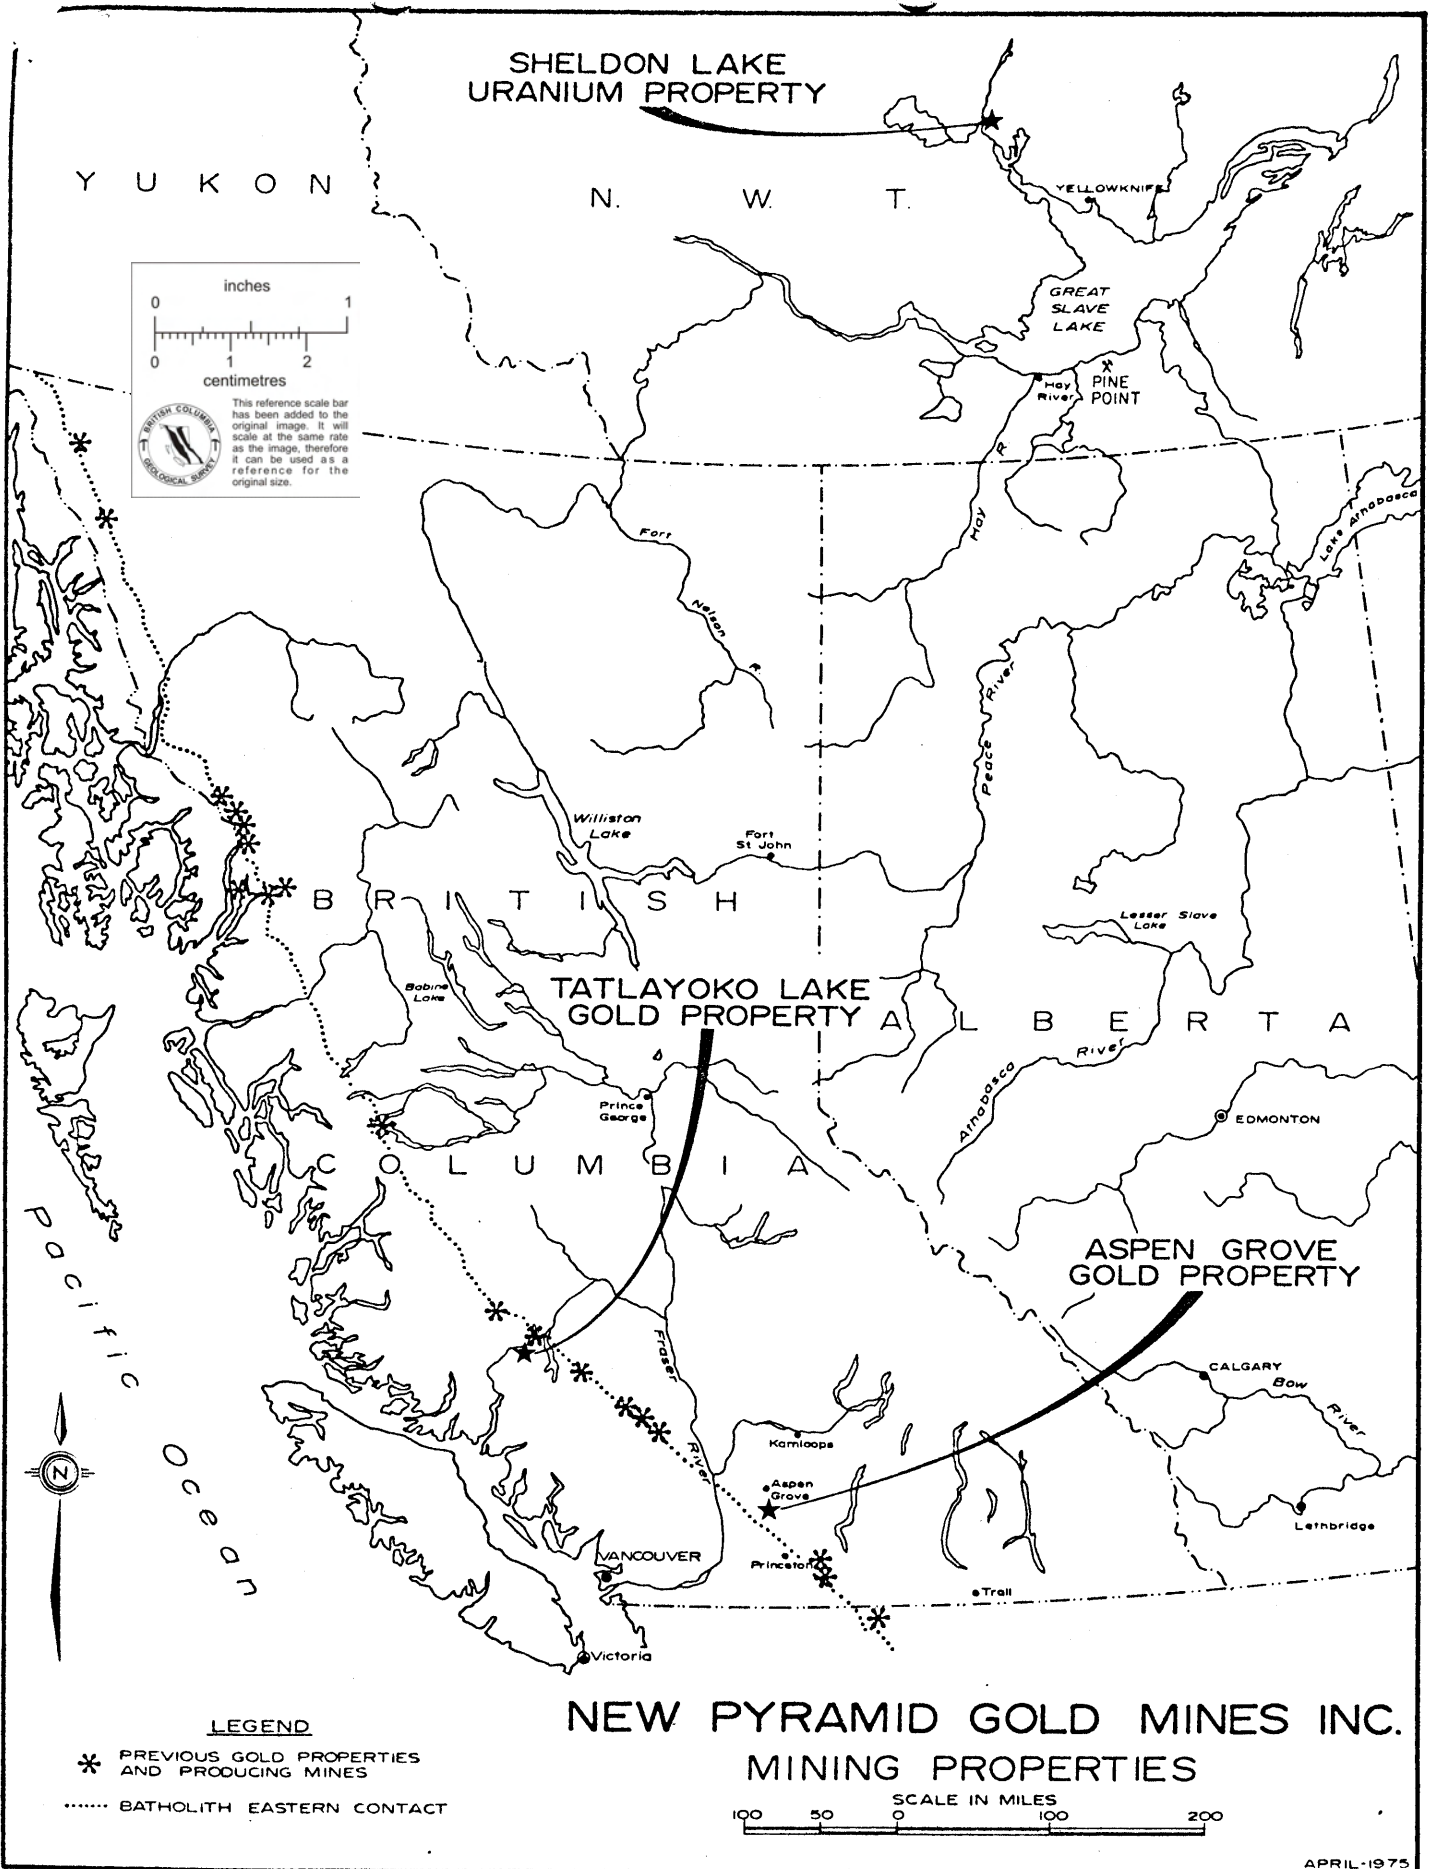 SHELDON LAKE
URANIUM PROPERTY
Y U K O N
N. W. T.
YELLOWKNIFE
GREAT
SLAVE
LAKE
Hay
River
PINE
POINT
inches
0 1
0 1 2
centimetres
BRITISH COLUMBIA
GEOLOGICAL SURVEY
This reference scale bar
has been added to the
original image. It will
scale at the same rate
as the image, therefore
it can be used as a
reference for the
original size.
Hay R
Lake Athabasca
Fort Nelson R.
Peace River
Williston
Lake
Fort
St John
B R I T I S H
Lesser Slave
Lake
Babine
Lake
TATLAYOKO LAKE
GOLD PROPERTY
A L B E R T A
Athabasca River
Prince
George
EDMONTON
C O L U M B I A
Pacific Ocean
ASPEN GROVE
GOLD PROPERTY
Fraser River
CALGARY
Bow River
Kamloops
Aspen
Grove
N
Lethbridge
VANCOUVER
Princeton
Trail
Victoria
NEW PYRAMID GOLD MINES INC.
MINING PROPERTIES
LEGEND
PREVIOUS GOLD PROPERTIES
AND PRODUCING MINES
BATHOLITH EASTERN CONTACT
SCALE IN MILES
100 50 0 100 200
APRIL-1975